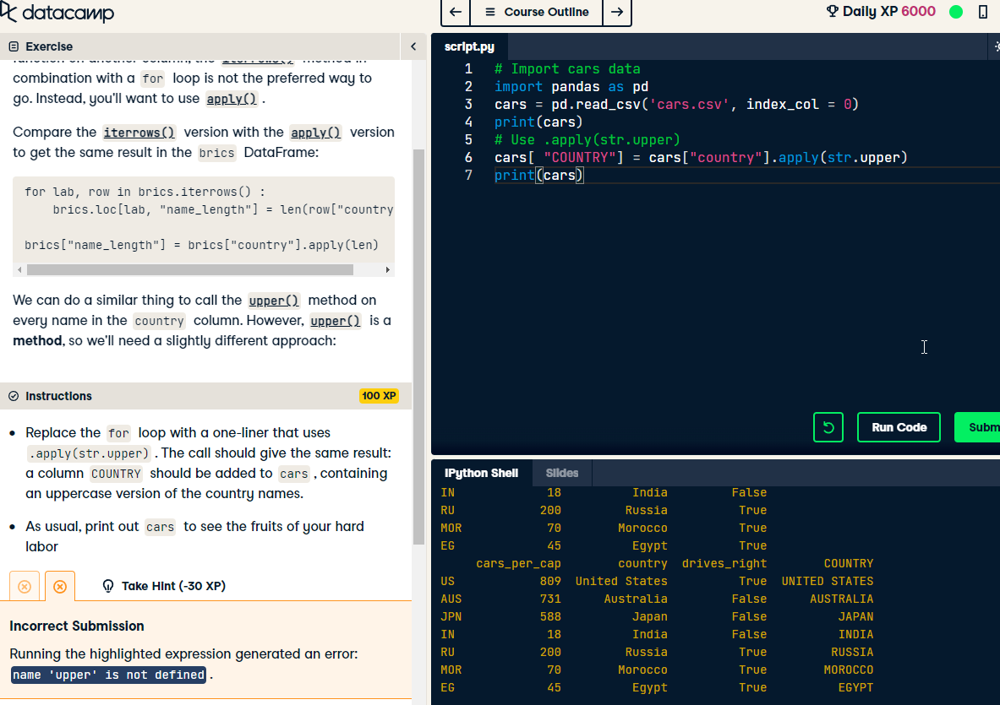 datacamp
Course Outline
Daily XP 6000
Exercise
function on another column, the iterrows() method in
combination with a for loop is not the preferred way to
go. Instead, you'll want to use apply() .
Compare the iterrows() version with the apply() version
to get the same result in the brics DataFrame:
for lab, row in brics.iterrows() :
    brics.loc[lab, "name_length"] = len(row["country
brics["name_length"] = brics["country"].apply(len)
We can do a similar thing to call the upper() method on
every name in the country column. However, upper() is a
method, so we'll need a slightly different approach:
Instructions
100 XP
Replace the for loop with a one-liner that uses
.apply(str.upper) . The call should give the same result:
a column COUNTRY should be added to cars , containing
an uppercase version of the country names.
As usual, print out cars to see the fruits of your hard
labor
Take Hint (-30 XP)
Incorrect Submission
Running the highlighted expression generated an error:
name 'upper' is not defined .
script.py
1 # Import cars data
2 import pandas as pd
3 cars = pd.read_csv('cars.csv', index_col = 0)
4 print(cars)
5 # Use .apply(str.upper)
6 cars[ "COUNTRY"] = cars["country"].apply(str.upper)
7 print(cars)
Run Code
Subm
IPython Shell
Slides
IN 18 India False
RU 200 Russia True
MOR 70 Morocco True
EG 45 Egypt True
cars_per_cap country drives_right COUNTRY
US 809 United States True UNITED STATES
AUS 731 Australia False AUSTRALIA
JPN 588 Japan False JAPAN
IN 18 India False INDIA
RU 200 Russia True RUSSIA
MOR 70 Morocco True MOROCCO
EG 45 Egypt True EGYPT